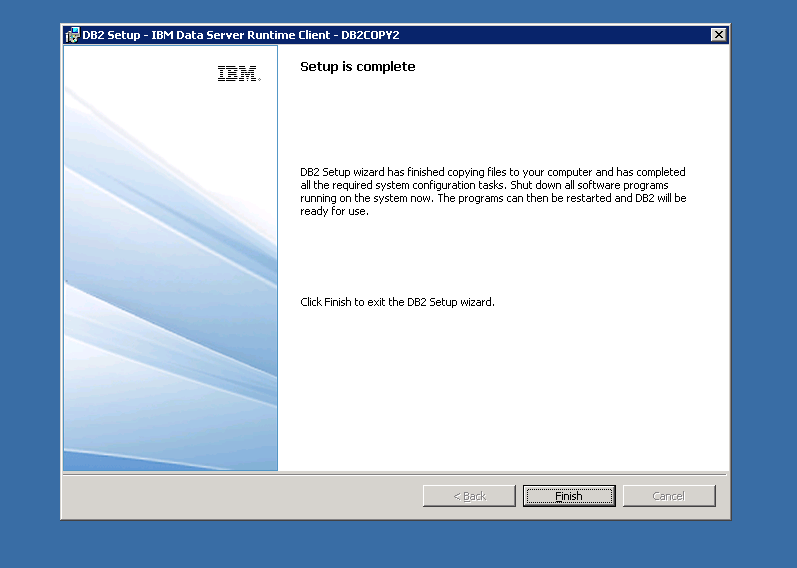 DB2 Setup - IBM Data Server Runtime Client - DB2COPY2
IBM.
Setup is complete
DB2 Setup wizard has finished copying files to your computer and has completed
all the required system configuration tasks. Shut down all software programs
running on the system now. The programs can then be restarted and DB2 will be
ready for use.
Click Finish to exit the DB2 Setup wizard.
< Back
Finish
Cancel